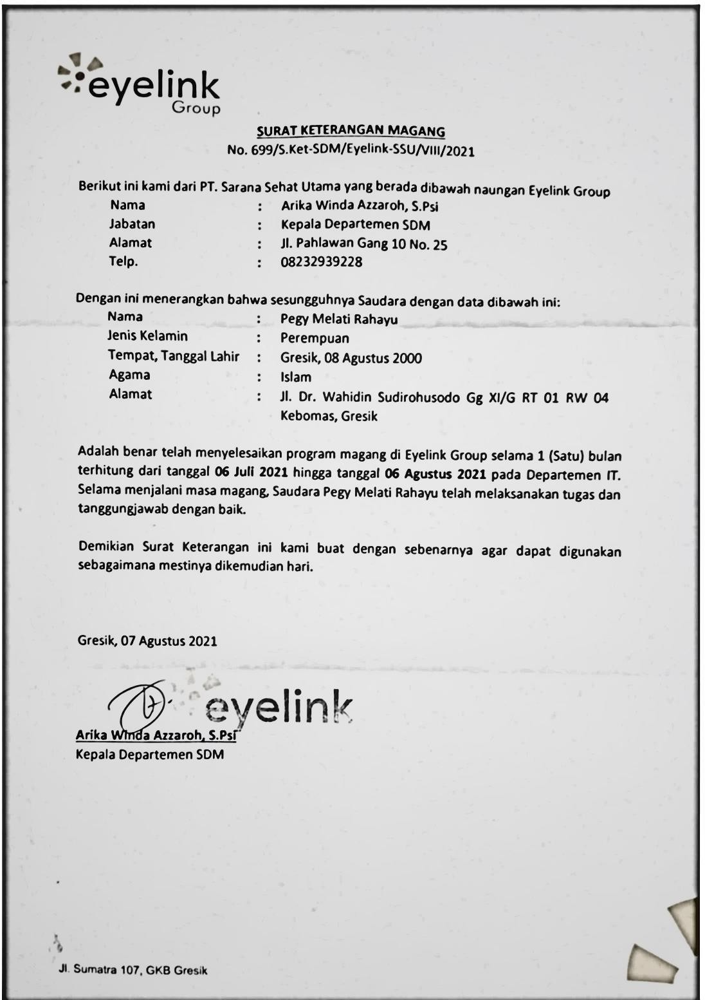 eyelink
Group
SURAT KETERANGAN MAGANG
No. 699/S.Ket-SDM/Eyelink-SSU/VIII/2021
Berikut ini kami dari PT. Sarana Sehat Utama yang berada dibawah naungan Eyelink Group
Nama : Arika Winda Azzaroh, S.Psi
Jabatan : Kepala Departemen SDM
Alamat : Jl. Pahlawan Gang 10 No. 25
Telp. : 08232939228
Dengan ini menerangkan bahwa sesungguhnya Saudara dengan data dibawah ini:
Nama : Pegy Melati Rahayu
Jenis Kelamin : Perempuan
Tempat, Tanggal Lahir : Gresik, 08 Agustus 2000
Agama : Islam
Alamat : Jl. Dr. Wahidin Sudirohusodo Gg XI/G RT 01 RW 04
Kebomas, Gresik
Adalah benar telah menyelesaikan program magang di Eyelink Group selama 1 (Satu) bulan
terhitung dari tanggal 06 Juli 2021 hingga tanggal 06 Agustus 2021 pada Departemen IT.
Selama menjalani masa magang, Saudara Pegy Melati Rahayu telah melaksanakan tugas dan
tanggungjawab dengan baik.
Demikian Surat Keterangan ini kami buat dengan sebenarnya agar dapat digunakan
sebagaimana mestinya dikemudian hari.
Gresik, 07 Agustus 2021
eyelink
Arika Winda Azzaroh, S.Psi
Kepala Departemen SDM
Jl. Sumatra 107, GKB Gresik